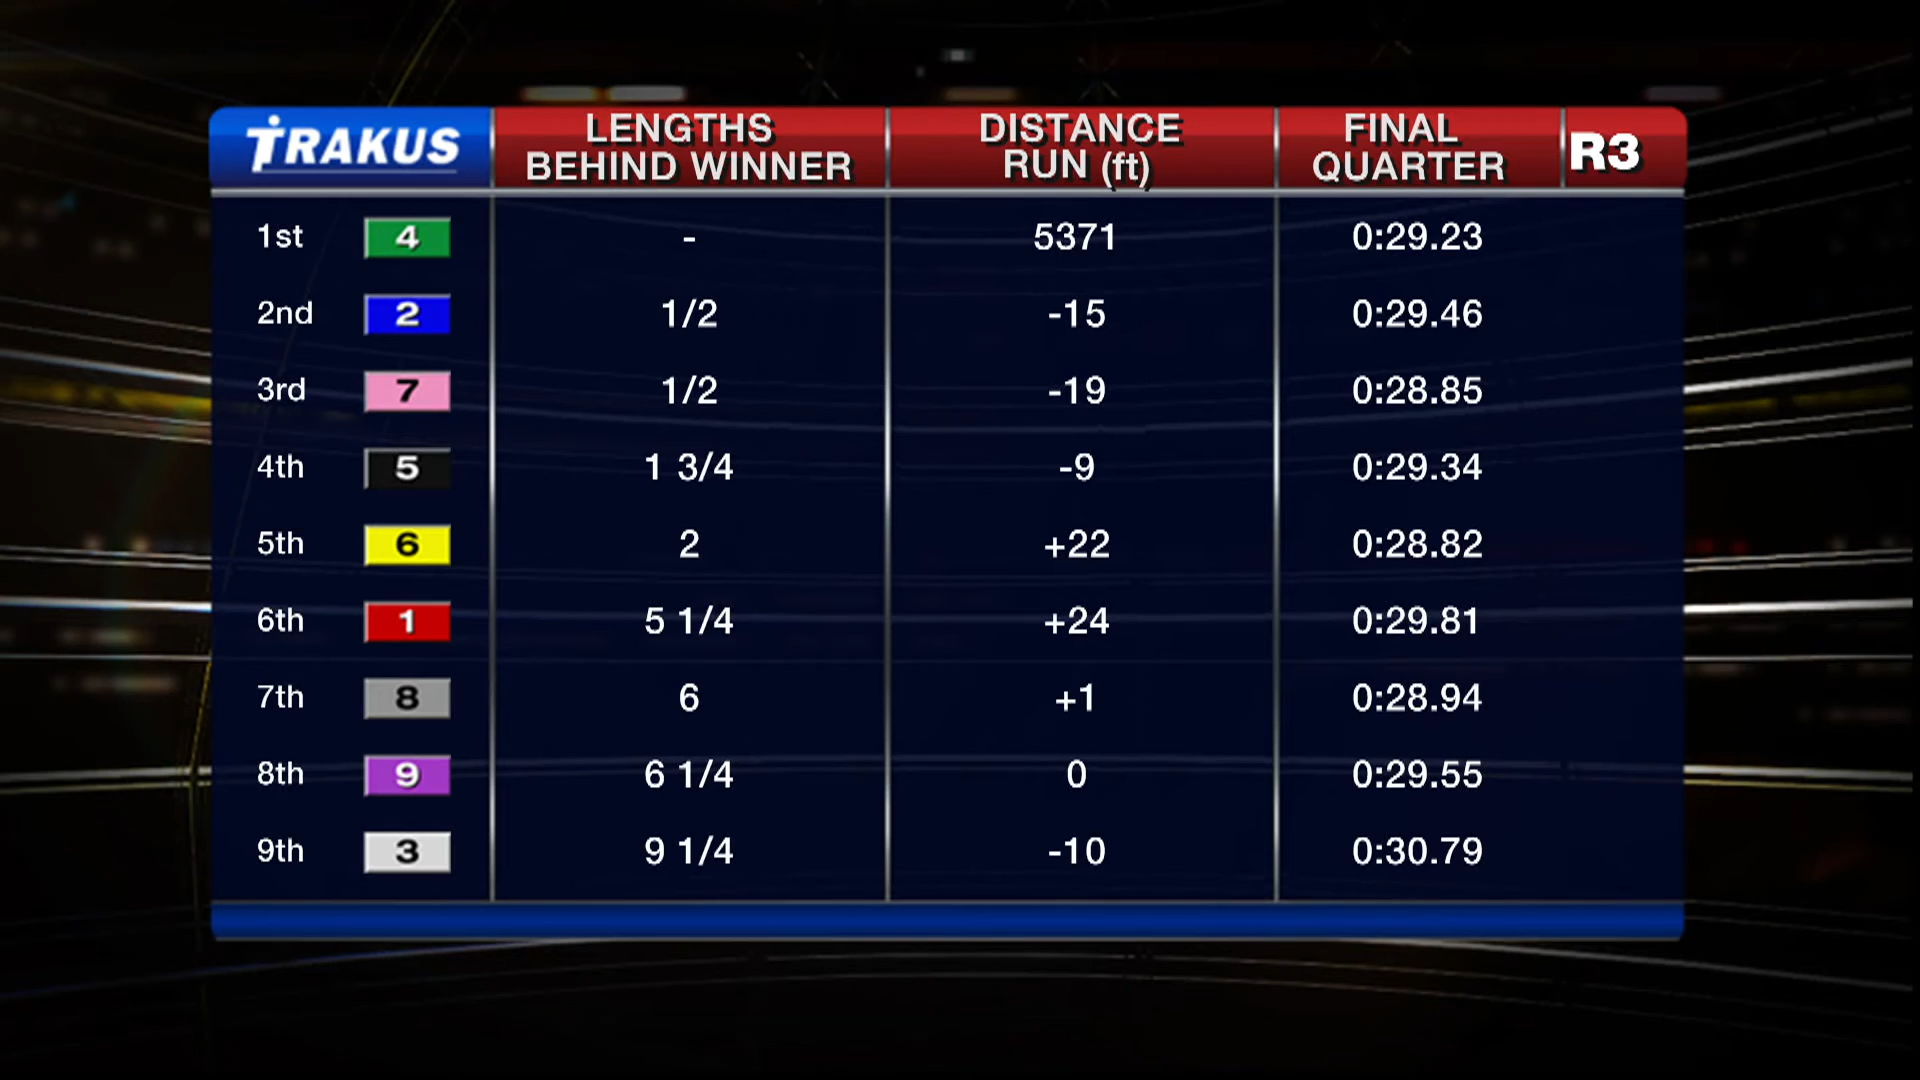 TRAKUS
LENGTHS BEHIND WINNER
DISTANCE RUN (ft)
FINAL QUARTER
R3
1st 4 - 5371 0:29.23
2nd 2 1/2 -15 0:29.46
3rd 7 1/2 -19 0:28.85
4th 5 1 3/4 -9 0:29.34
5th 6 2 +22 0:28.82
6th 1 5 1/4 +24 0:29.81
7th 8 6 +1 0:28.94
8th 9 6 1/4 0 0:29.55
9th 3 9 1/4 -10 0:30.79